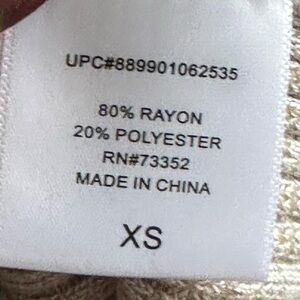 UPC#889901062535
80% RAYON
20% POLYESTER
RN#73352
MADE IN CHINA
XS